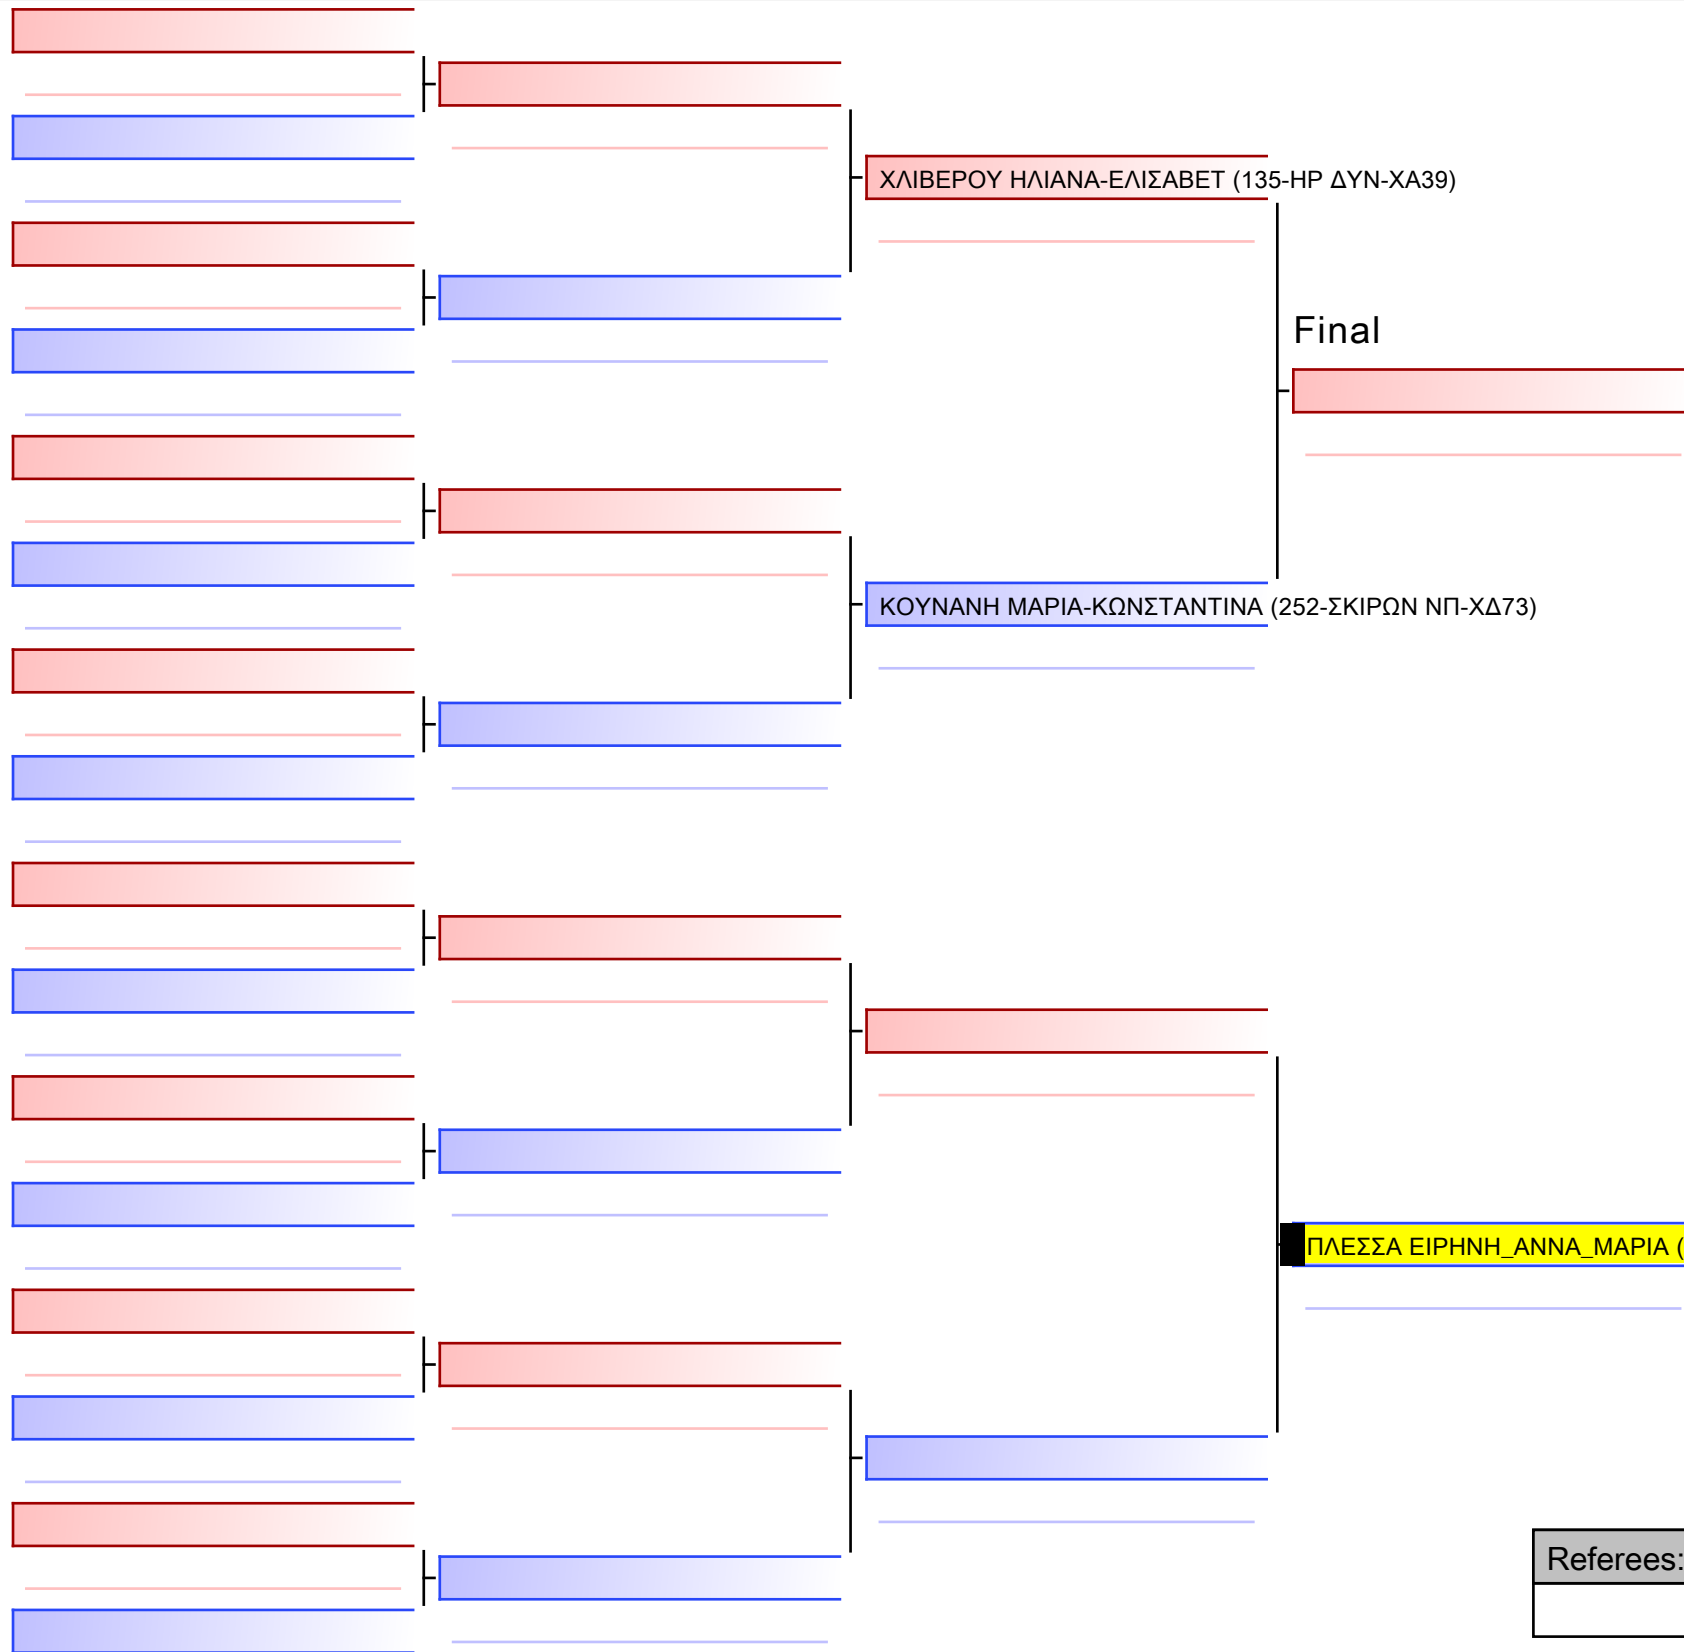 ΧΛΙΒΕΡΟΥ ΗΛΙΑΝΑ-ΕΛΙΣΑΒΕΤ (135-ΗΡ ΔΥΝ-ΧΑ39)
Final
ΚΟΥΝΑΝΗ ΜΑΡΙΑ-ΚΩΝΣΤΑΝΤΙΝΑ (252-ΣΚΙΡΩΝ ΝΠ-ΧΔ73)
ΠΛΕΣΣΑ ΕΙΡΗΝΗ_ΑΝΝΑ_ΜΑΡΙΑ (
Referees: